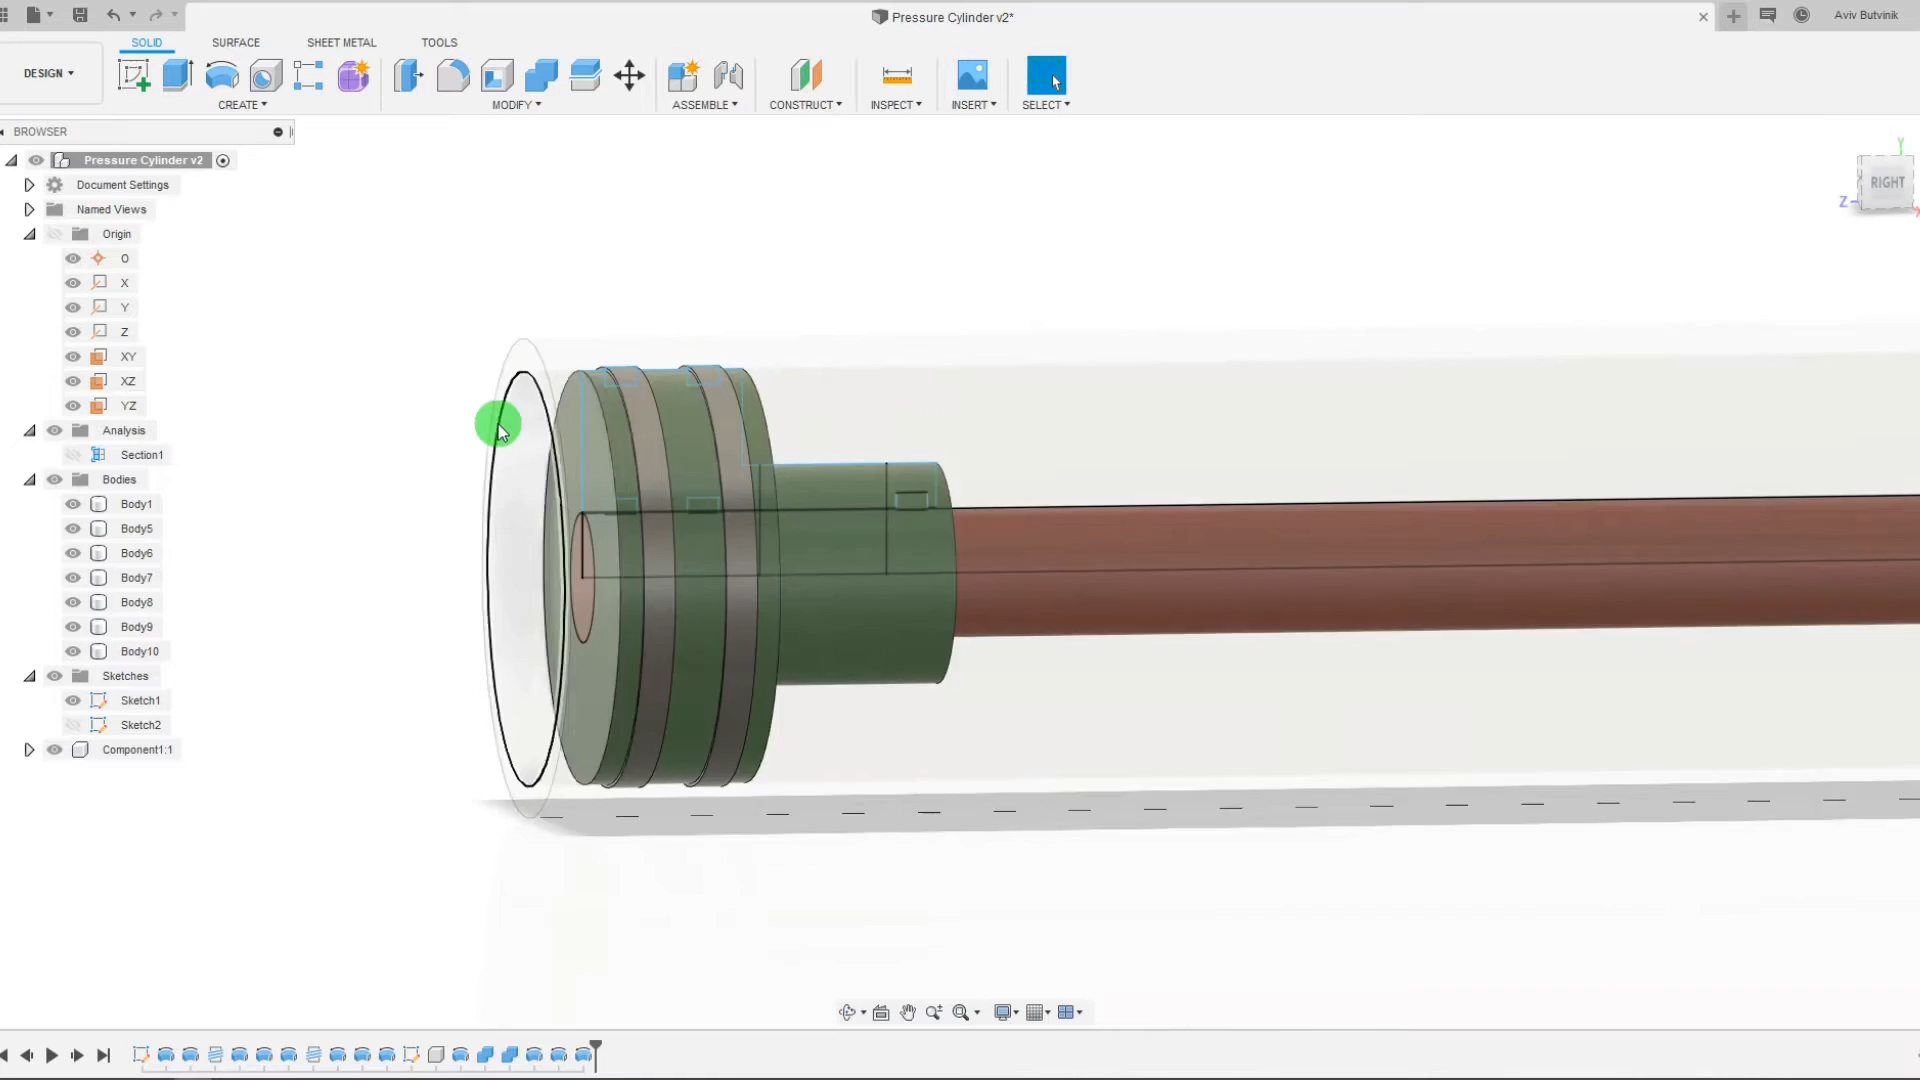 Pressure Cylinder v2*
Aviv Butvinik
SOLID
SURFACE
SHEET METAL
TOOLS
DESIGN
CREATE
MODIFY
ASSEMBLE
CONSTRUCT
INSPECT
INSERT
SELECT
BROWSER
Pressure Cylinder v2
Document Settings
Named Views
Origin
O
X
Y
Z
XY
XZ
YZ
Analysis
Section1
Bodies
Body1
Body5
Body6
Body7
Body8
Body9
Body10
Sketches
Sketch1
Sketch2
Component1:1
Y
RIGHT
Z